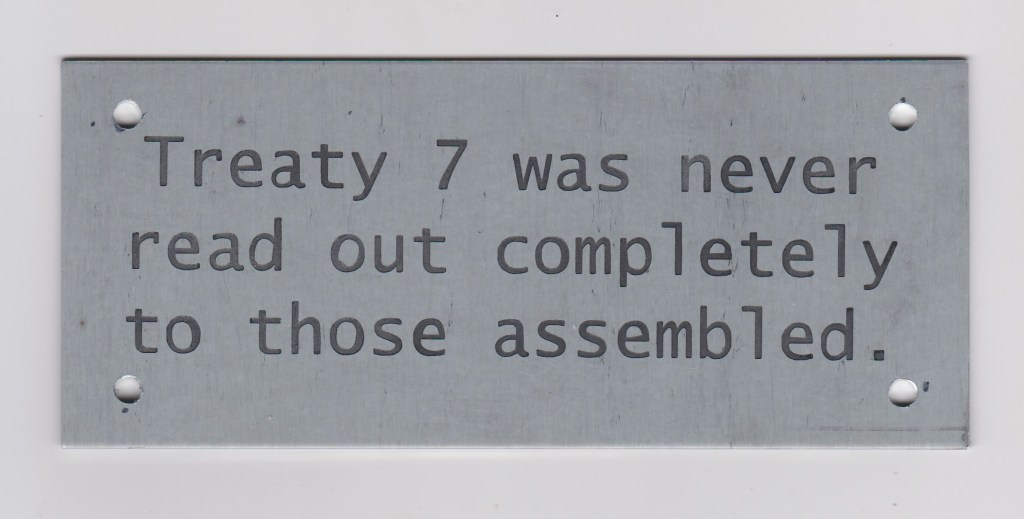 Treaty 7 was never
read out completely
to those assembled.